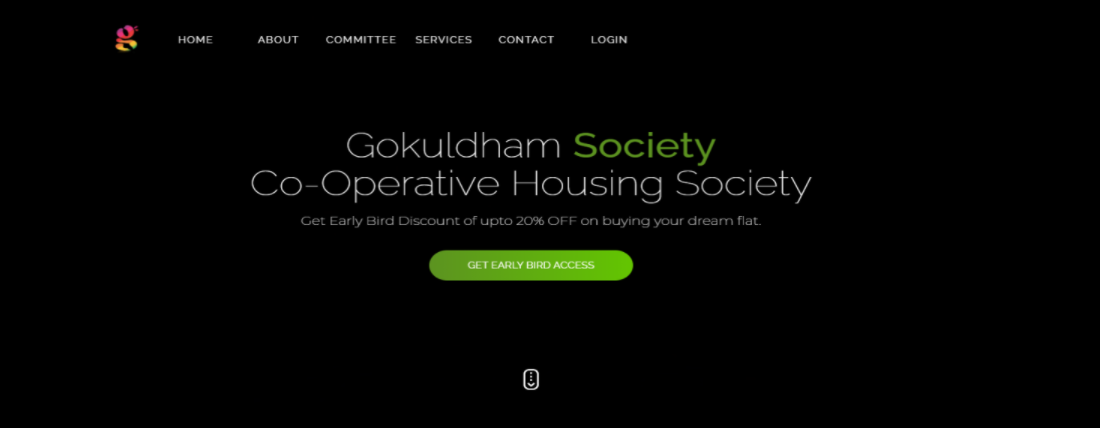 HOME ABOUT COMMITTEE SERVICES CONTACT LOGIN
Gokuldham Society
Co-Operative Housing Society
Get Early Bird Discount of upto 20% OFF on buying your dream flat.
GET EARLY BIRD ACCESS